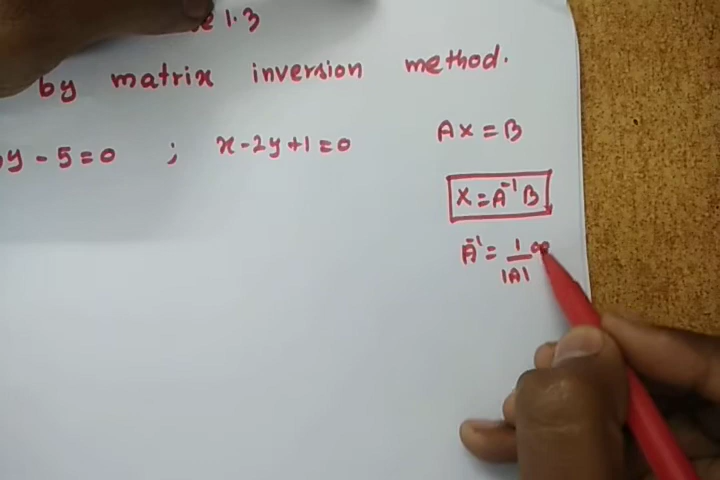 1.3
by matrix inversion method.
y - 5 = 0 ; x - 2y + 1 = 0
AX = B
X = A⁻¹B
A⁻¹ = 1/|A|